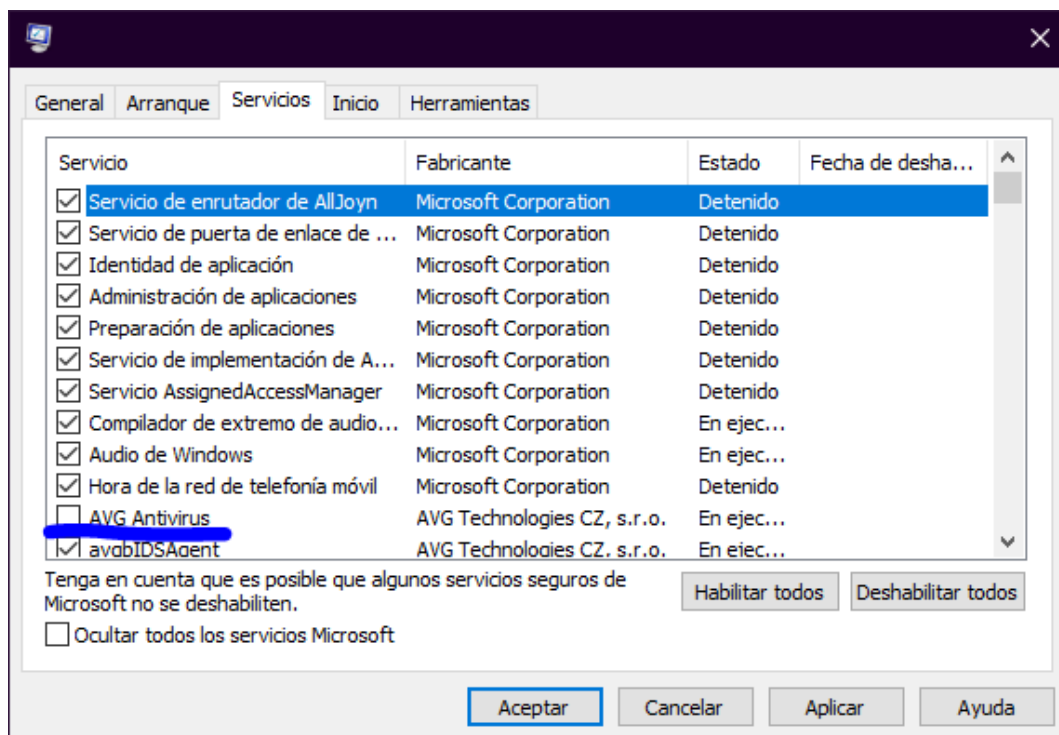 General Arranque Servicios Inicio Herramientas
Servicio Fabricante Estado Fecha de desha...
Servicio de enrutador de AllJoyn Microsoft Corporation Detenido
Servicio de puerta de enlace de ... Microsoft Corporation Detenido
Identidad de aplicación Microsoft Corporation Detenido
Administración de aplicaciones Microsoft Corporation Detenido
Preparación de aplicaciones Microsoft Corporation Detenido
Servicio de implementación de A... Microsoft Corporation Detenido
Servicio AssignedAccessManager Microsoft Corporation Detenido
Compilador de extremo de audio... Microsoft Corporation En ejec...
Audio de Windows Microsoft Corporation En ejec...
Hora de la red de telefonía móvil Microsoft Corporation Detenido
AVG Antivirus AVG Technologies CZ, s.r.o. En ejec...
avgbIDSAgent AVG Technologies CZ, s.r.o. En ejec...
Tenga en cuenta que es posible que algunos servicios seguros de
Microsoft no se deshabiliten.
Habilitar todos Deshabilitar todos
Ocultar todos los servicios Microsoft
Aceptar Cancelar Aplicar Ayuda